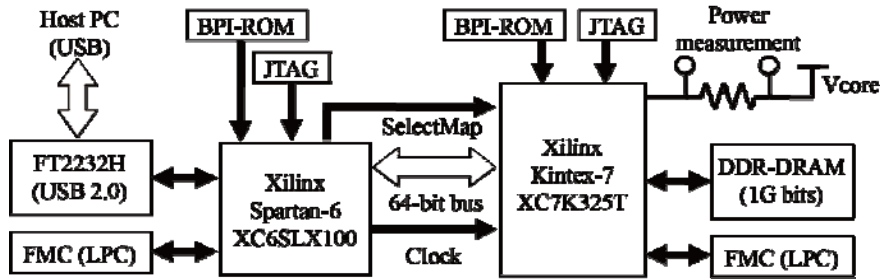 Host PC
(USB)
BPI-ROM
JTAG
BPI-ROM
JTAG
Power
measurement
Vcore
SelectMap
FT2232H
(USB 2.0)
Xilinx
Spartan-6
XC6SLX100
64-bit bus
Xilinx
Kintex-7
XC7K325T
DDR-DRAM
(1G bits)
FMC (LPC)
Clock
FMC (LPC)